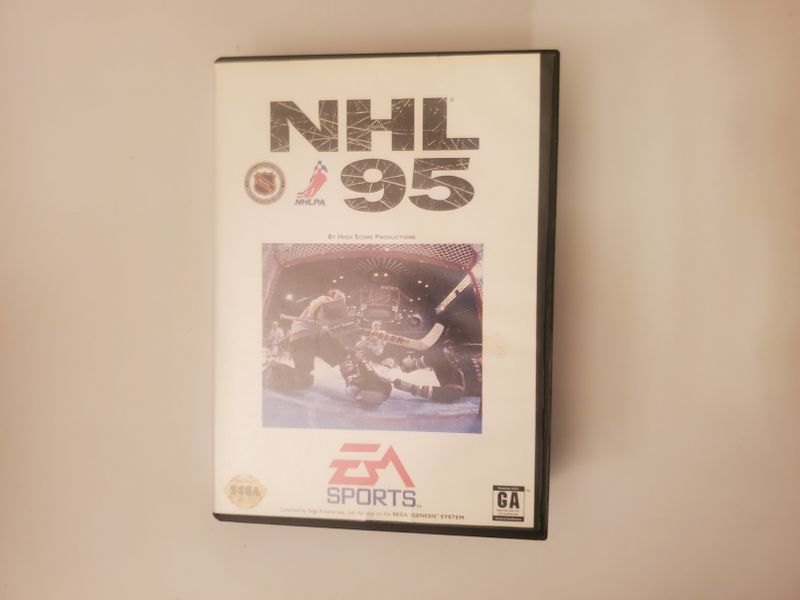 NHL
95
NHLPA
BY HIGH SCORE PRODUCTIONS
EA
SPORTS
SEGA
GA
Licensed by Sega Enterprises, Ltd. for play on the SEGA GENESIS SYSTEM